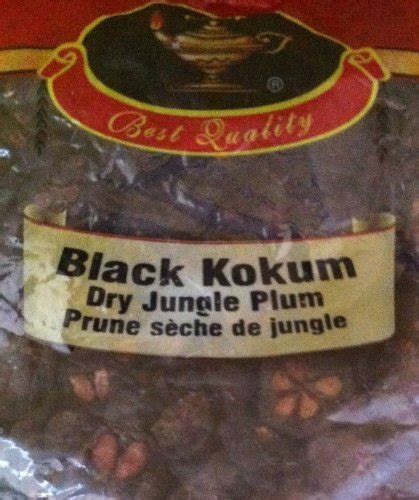 ®
Best Quality
Black Kokum
Dry Jungle Plum
Prune sèche de jungle